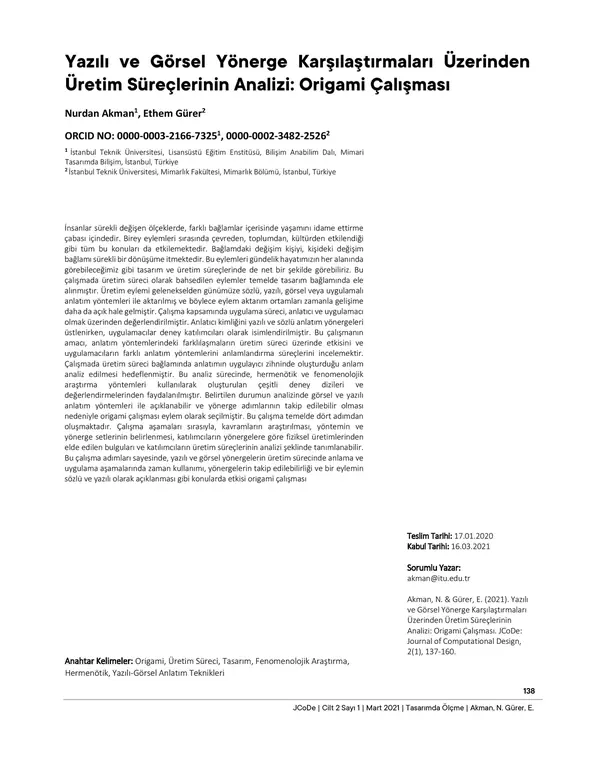 Yazılı ve Görsel Yönerge Karşılaştırmaları Üzerinden
Üretim Süreçlerinin Analizi: Origami Çalışması
Nurdan Akman¹, Ethem Gürer²
ORCID NO: 0000-0003-2166-7325¹, 0000-0002-3482-2526²
¹ İstanbul Teknik Üniversitesi, Lisansüstü Eğitim Enstitüsü, Bilişim Anabilim Dalı, Mimari
Tasarımda Bilişim, İstanbul, Türkiye
² İstanbul Teknik Üniversitesi, Mimarlık Fakültesi, Mimarlık Bölümü, İstanbul, Türkiye
İnsanlar sürekli değişen ölçeklerde, farklı bağlamlar içerisinde yaşamını idame ettirme
çabası içindedir. Birey eylemleri sırasında çevreden, toplumdan, kültürden etkilendiği
gibi tüm bu konuları da etkilemektedir. Bağlamdaki değişim kişiyi, kişideki değişim
bağlamı sürekli bir dönüşüme itmektedir. Bu eylemleri gündelik hayatımızın her alanında
görebileceğimiz gibi tasarım ve üretim süreçlerinde de net bir şekilde görebiliriz. Bu
çalışmada üretim süreci olarak bahsedilen eylemler temelde tasarım bağlamında ele
alınmıştır. Üretim eylemi gelenekselden günümüze sözlü, yazılı, görsel veya uygulamalı
anlatım yöntemleri ile aktarılmış ve böylece eylem aktarım ortamları zamanla gelişime
daha da açık hale gelmiştir. Çalışma kapsamında uygulama süreci, anlatıcı ve uygulamacı
olmak üzerinden değerlendirilmiştir. Anlatıcı kimliğini yazılı ve sözlü anlatım yönergeleri
üstlenirken, uygulamacılar deney katılımcıları olarak isimlendirilmiştir. Bu çalışmanın
amacı, anlatım yöntemlerindeki farklılaşmaların üretim süreci üzerinde etkisini ve
uygulamacıların farklı anlatım yöntemlerini anlamlandırma süreçlerini incelemektir.
Çalışmada üretim süreci bağlamında anlatımın uygulayıcı zihninde oluşturduğu anlam
analiz edilmesi hedeflenmiştir. Bu analiz sürecinde, hermenötik ve fenomenolojik
araştırma yöntemleri kullanılarak oluşturulan çeşitli deney dizileri ve
değerlendirmelerinden faydalanılmıştır. Belirtilen durumun analizinde görsel ve yazılı
anlatım yöntemleri ile açıklanabilir ve yönerge adımlarının takip edilebilir olması
nedeniyle origami çalışması eylem olarak seçilmiştir. Bu çalışma temelde dört adımdan
oluşmaktadır. Çalışma aşamaları sırasıyla, kavramların araştırılması, yöntemin ve
yönerge setlerinin belirlenmesi, katılımcıların yönergelere göre fiziksel üretimlerinden
elde edilen bulguları ve katılımcıların üretim süreçlerinin analizi şeklinde tanımlanabilir.
Bu çalışma adımları sayesinde, yazılı ve görsel yönergelerin üretim sürecinde anlama ve
uygulama aşamalarında zaman kullanımı, yönergelerin takip edilebilirliği ve bir eylemin
sözlü ve yazılı olarak açıklanması gibi konularda etkisi origami çalışması
Teslim Tarihi: 17.01.2020
Kabul Tarihi: 16.03.2021
Sorumlu Yazar:
akman@itu.edu.tr
Akman, N. & Gürer, E. (2021). Yazılı
ve Görsel Yönerge Karşılaştırmaları
Üzerinden Üretim Süreçlerinin
Analizi: Origami Çalışması. JCoDe:
Journal of Computational Design,
2(1), 137-160.
Anahtar Kelimeler: Origami, Üretim Süreci, Tasarım, Fenomenolojik Araştırma,
Hermenötik, Yazılı-Görsel Anlatım Teknikleri
138
JCoDe | Cilt 2 Sayı 1 | Mart 2021 | Tasarımda Ölçme | Akman, N. Gürer, E.